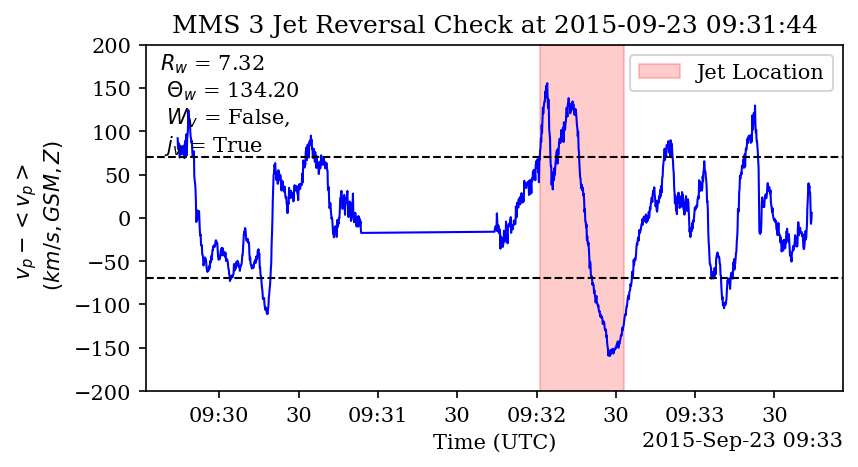 MMS 3 Jet Reversal Check at 2015-09-23 09:31:44
R_w = 7.32
Θ_w = 134.20
W_v = False,
j_v = True
Jet Location
v_p − < v_p >
(km/s, GSM, Z)
200
150
100
50
0
−50
−100
−150
−200
09:30 30 09:31 30 09:32 30 09:33 30
Time (UTC) 2015-Sep-23 09:33